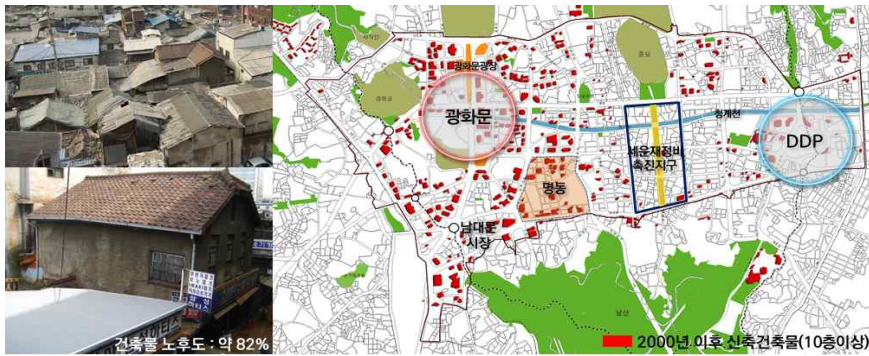 건축물 노후도 : 약 82%
광화문광장
종묘
경희궁
광화문
청계천
DDP
세운재정비
촉진지구
명동
남대문
시장
남산
2000년 이후 신축건축물(10층이상)